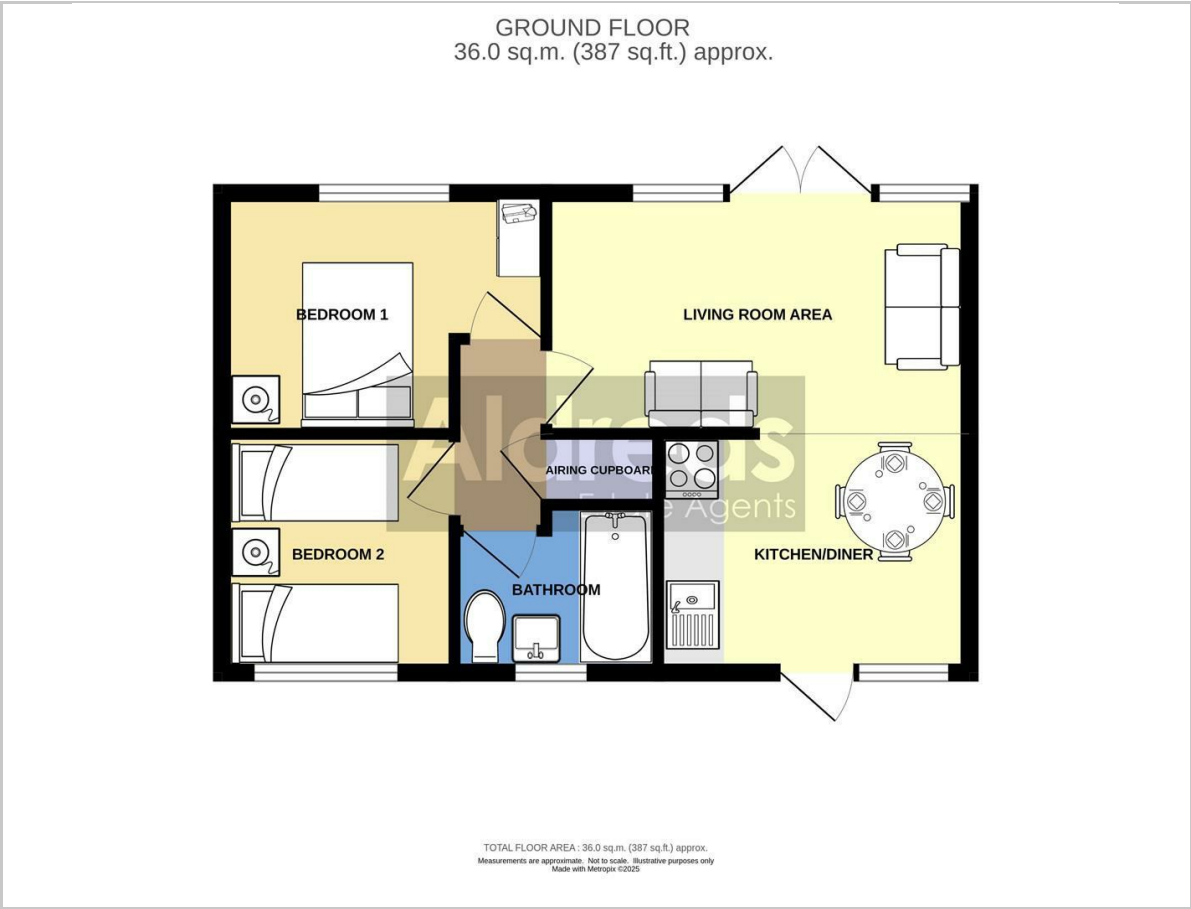 GROUND FLOOR
36.0 sq.m. (387 sq.ft.) approx.
BEDROOM 1
LIVING ROOM AREA
Aldreds
AIRING CUPBOARD
Estate Agents
BEDROOM 2
KITCHEN/DINER
BATHROOM
TOTAL FLOOR AREA : 36.0 sq.m. (387 sq.ft.) approx.
Measurements are approximate. Not to scale. Illustrative purposes only
Made with Metropix ©2025